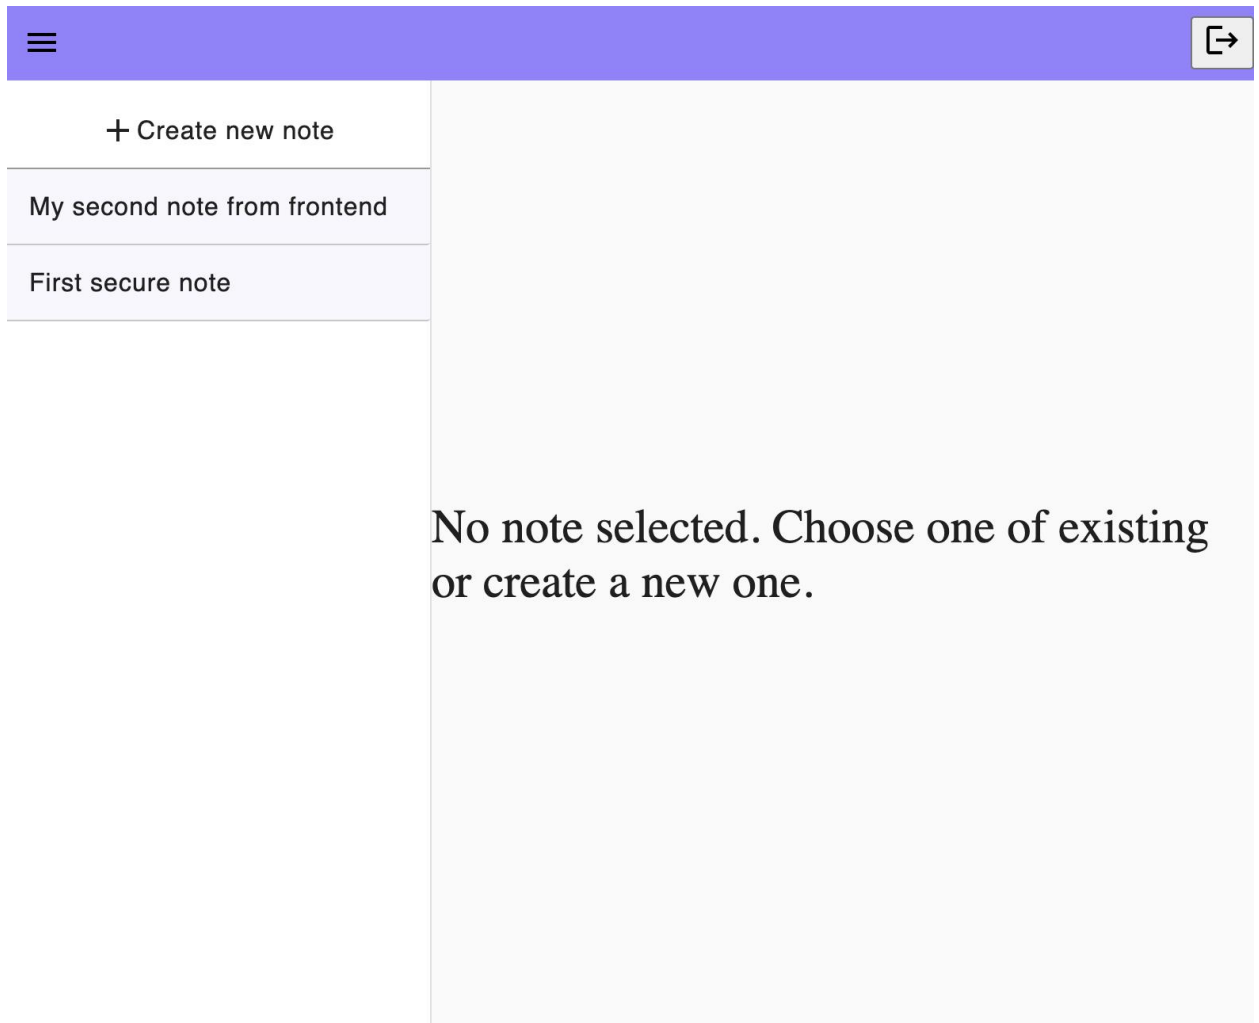 Create new note
My second note from frontend
First secure note
No note selected. Choose one of existing
or create a new one.